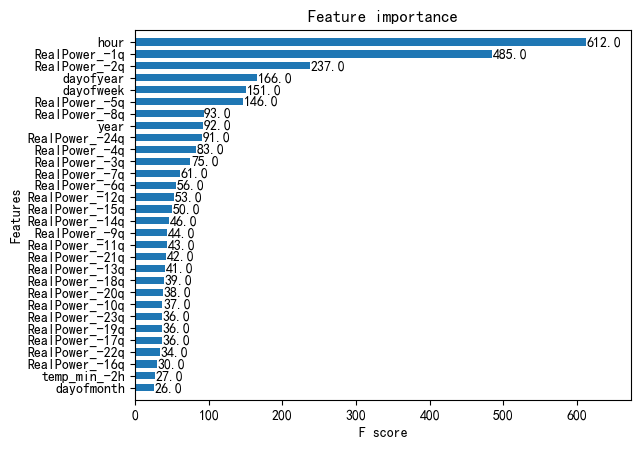 Feature importance
hour 612.0
RealPower_-1q 485.0
RealPower_-2q 237.0
dayofyear 166.0
dayofweek 151.0
RealPower_-5q 146.0
RealPower_-8q 93.0
year 92.0
RealPower_-24q 91.0
RealPower_-4q 83.0
RealPower_-3q 75.0
RealPower_-7q 61.0
RealPower_-6q 56.0
RealPower_-12q 53.0
RealPower_-15q 50.0
RealPower_-14q 46.0
RealPower_-9q 44.0
RealPower_-11q 43.0
RealPower_-21q 42.0
RealPower_-13q 41.0
RealPower_-18q 39.0
RealPower_-20q 38.0
RealPower_-10q 37.0
RealPower_-23q 36.0
RealPower_-19q 36.0
RealPower_-17q 36.0
RealPower_-22q 34.0
RealPower_-16q 30.0
temp_min_-2h 27.0
dayofmonth 26.0
Features
0 100 200 300 400 500 600
F score